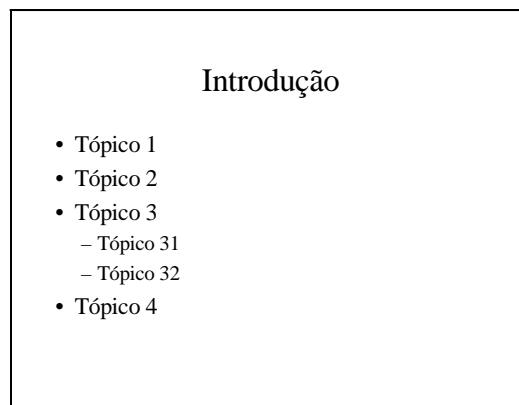 Introdução
• Tópico 1
• Tópico 2
• Tópico 3
– Tópico 31
– Tópico 32
• Tópico 4